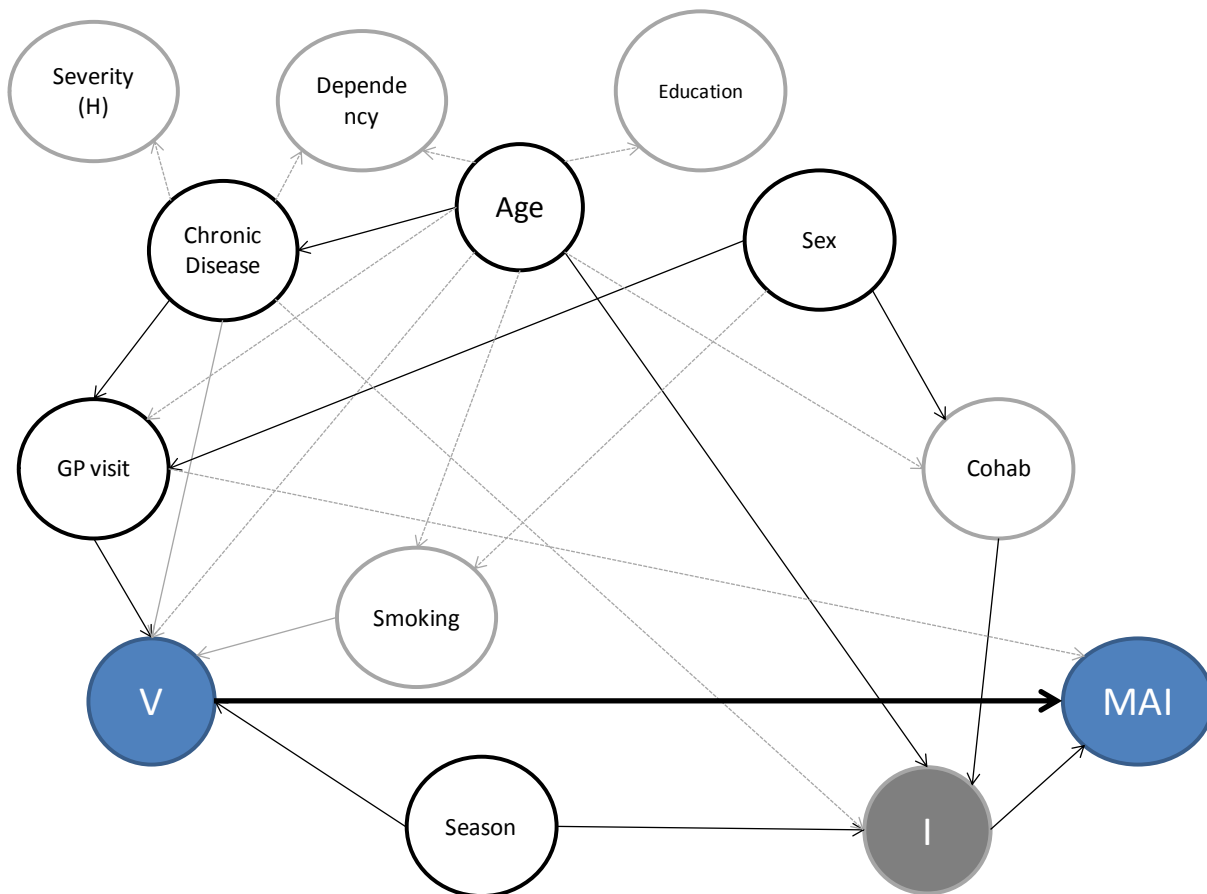 Severity
(H)
Depende
ncy
Education
Age
Chronic
Disease
Sex
GP visit
Cohab
Smoking
V
MAI
Season
I